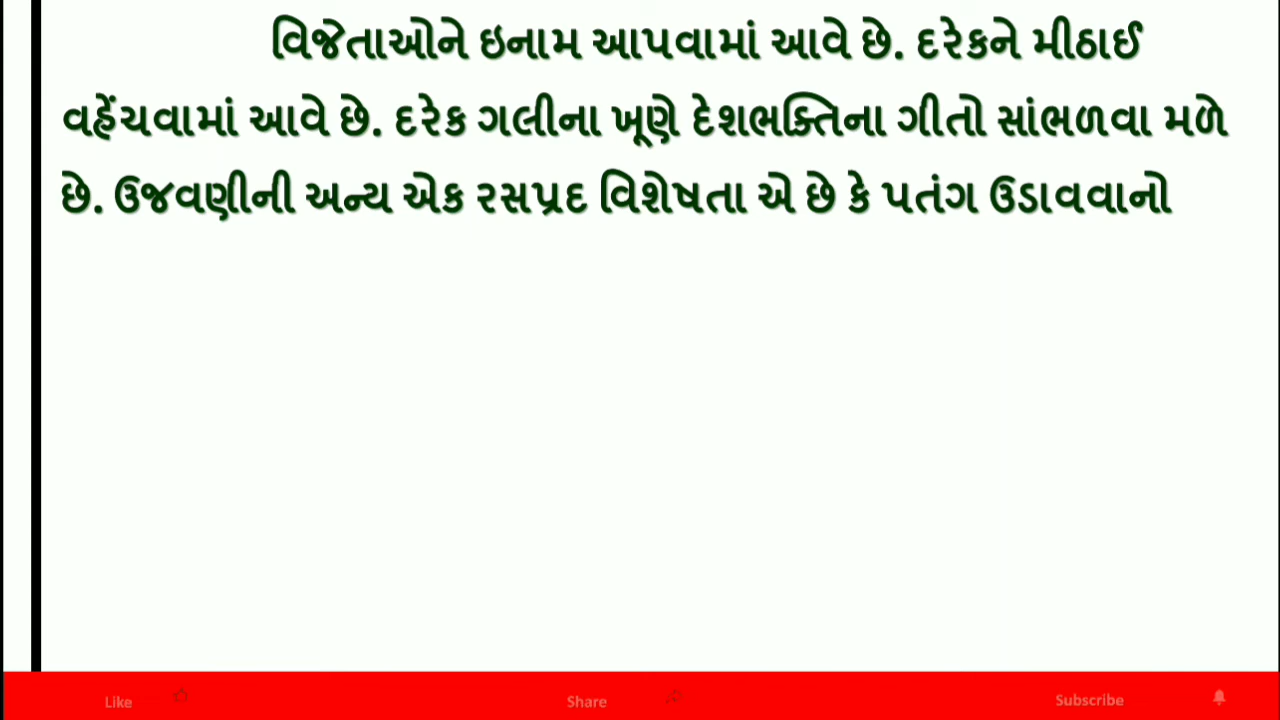 વિજેતાઓને ઇનામ આપવામાં આવે છે. દરેકને મીઠાઈ
વહેંચવામાં આવે છે. દરેક ગલીના ખૂણે દેશભક્તિના ગીતો સાંભળવા મળે
છે. ઉજવણીની અન્ય એક રસપ્રદ વિશેષતા એ છે કે પતંગ ઉડાવવાનો
Like Share Subscribe